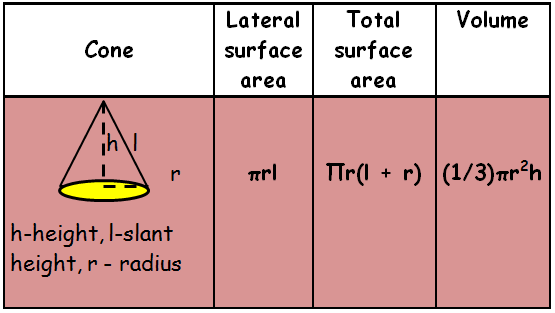 Cone
Lateral
surface
area
Total
surface
area
Volume
h
l
r
h-height, l-slant
height, r - radius
πrl
Πr(l + r)
(1/3)πr²h